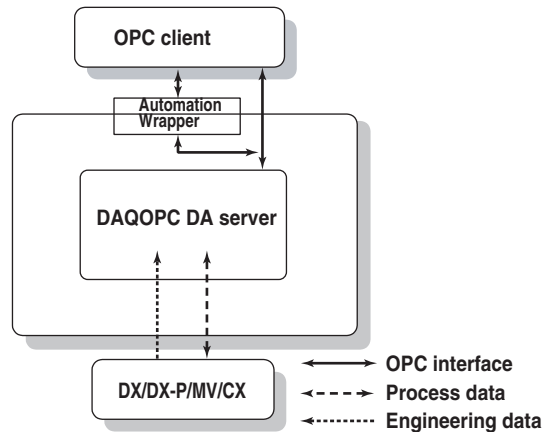 OPC client
Automation
Wrapper
DAQOPC DA server
DX/DX-P/MV/CX
OPC interface
Process data
Engineering data